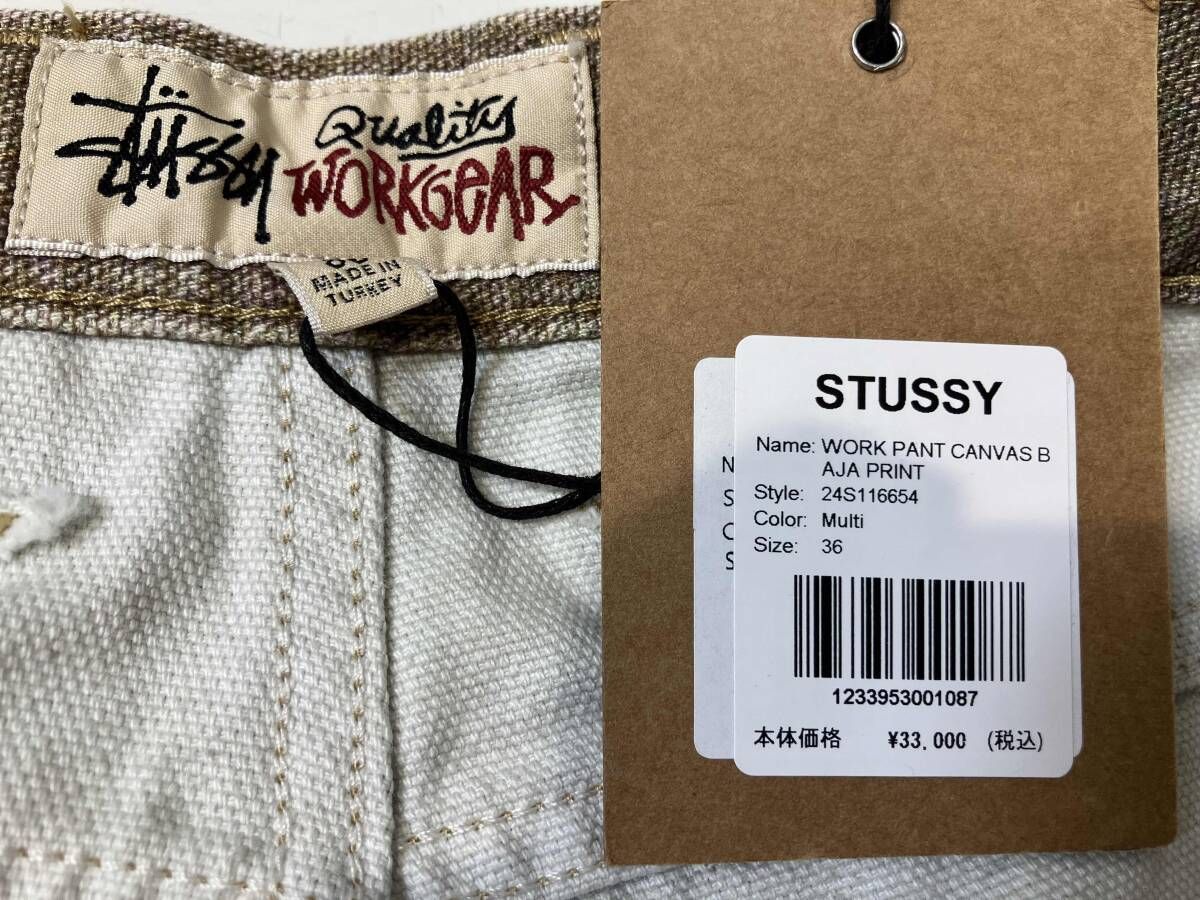 STÜSSY Quality
WORKGEAR
MADE IN
TURKEY
STUSSY
Name: WORK PANT CANVAS B
AJA PRINT
Style: 24S116654
Color: Multi
Size: 36
1233953001087
本体価格 ¥33,000 (税込)